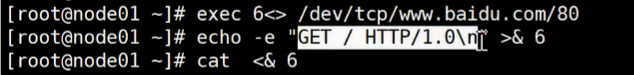 [root@node01 ~]# exec 6<> /dev/tcp/www.baidu.com/80
[root@node01 ~]# echo -e "GET / HTTP/1.0\n" >& 6
[root@node01 ~]# cat  <& 6